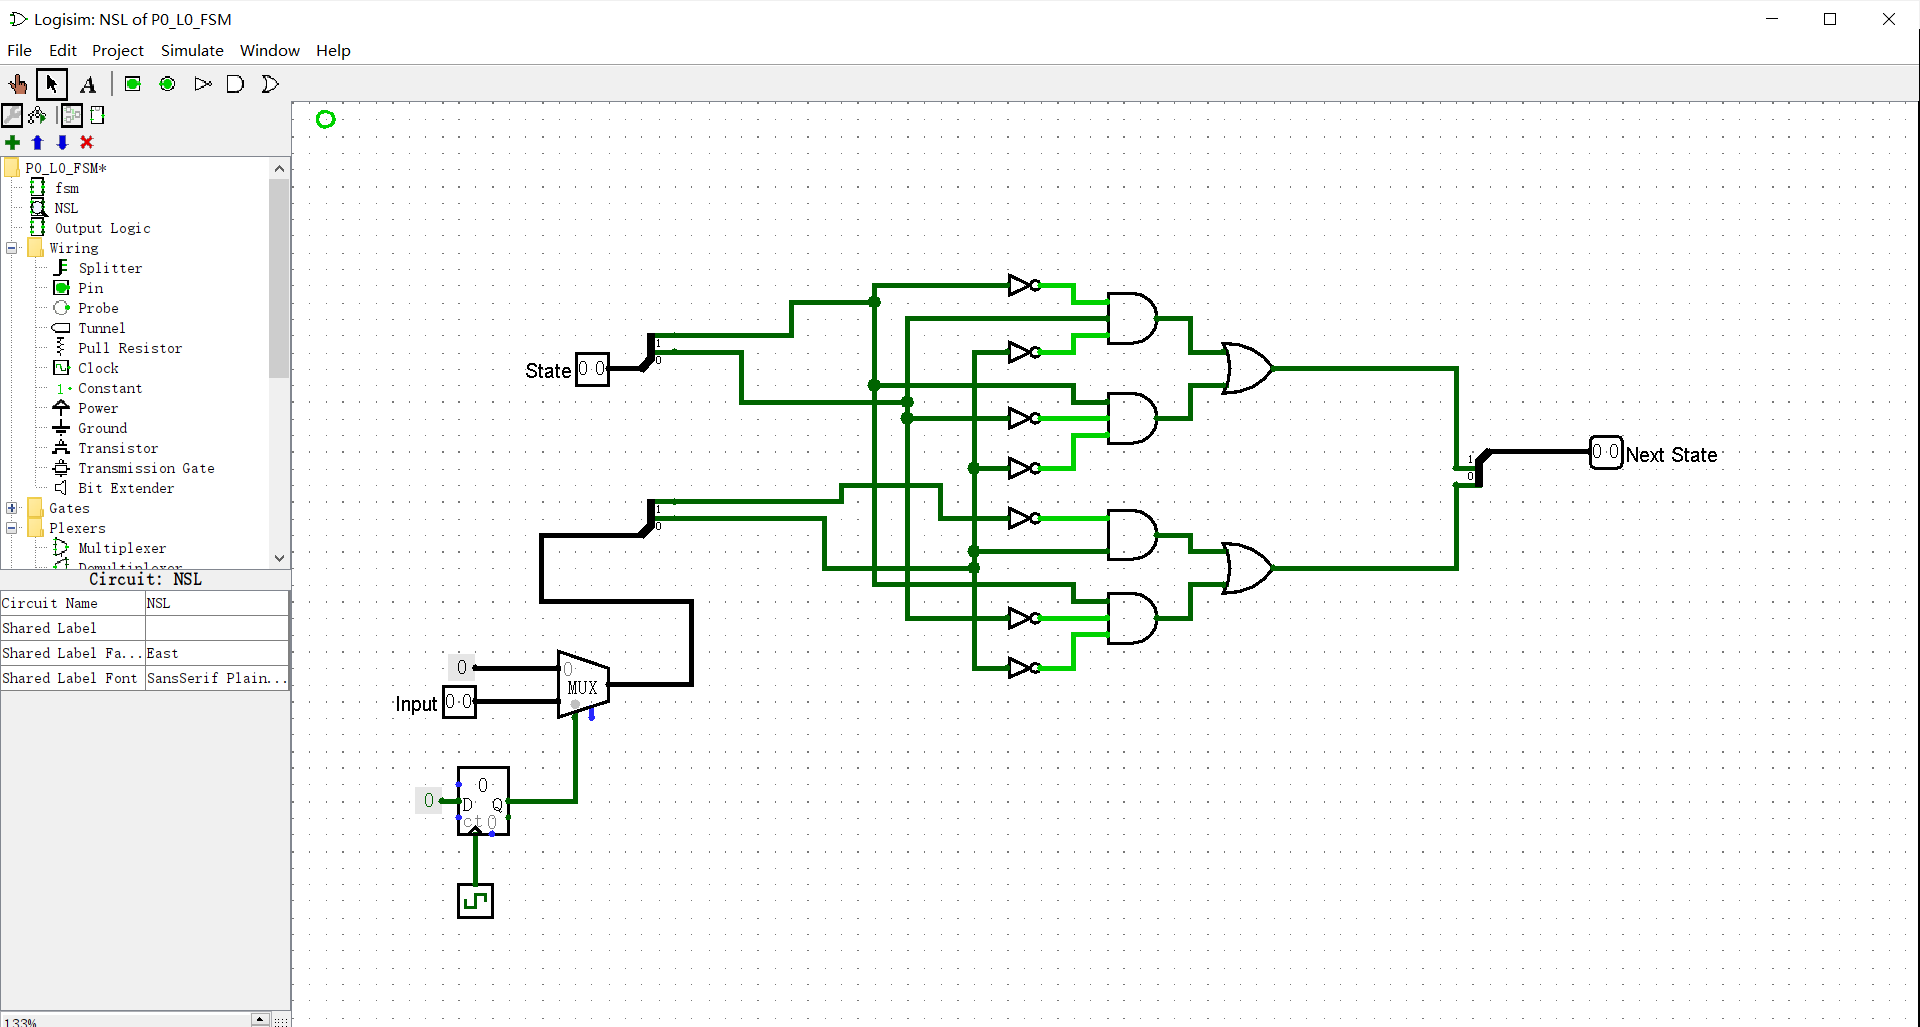 Logisim: NSL of P0_L0_FSM
File Edit Project Simulate Window Help
A
P0_L0_FSM*
fsm
NSL
Output Logic
Wiring
Splitter
Pin
Probe
Tunnel
Pull Resistor
Clock
1 Constant
Power
Ground
Transistor
Transmission Gate
Bit Extender
Gates
Plexers
Multiplexer
Demultiplexer
Circuit: NSL
Circuit Name NSL
Shared Label
Shared Label Fa... East
Shared Label Font SansSerif Plain...
133%
State 0 0
1
0
1
0
0
0
MUX
Input 0 0
0
0
D Q
ct 0
1
0
0 0 Next State